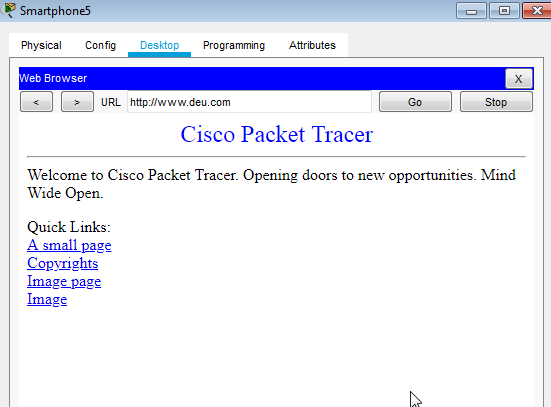 Smartphone5
Physical Config Desktop Programming Attributes
Web Browser X
< > URL http://www.deu.com Go Stop
Cisco Packet Tracer
Welcome to Cisco Packet Tracer. Opening doors to new opportunities. Mind
Wide Open.
Quick Links:
A small page
Copyrights
Image page
Image